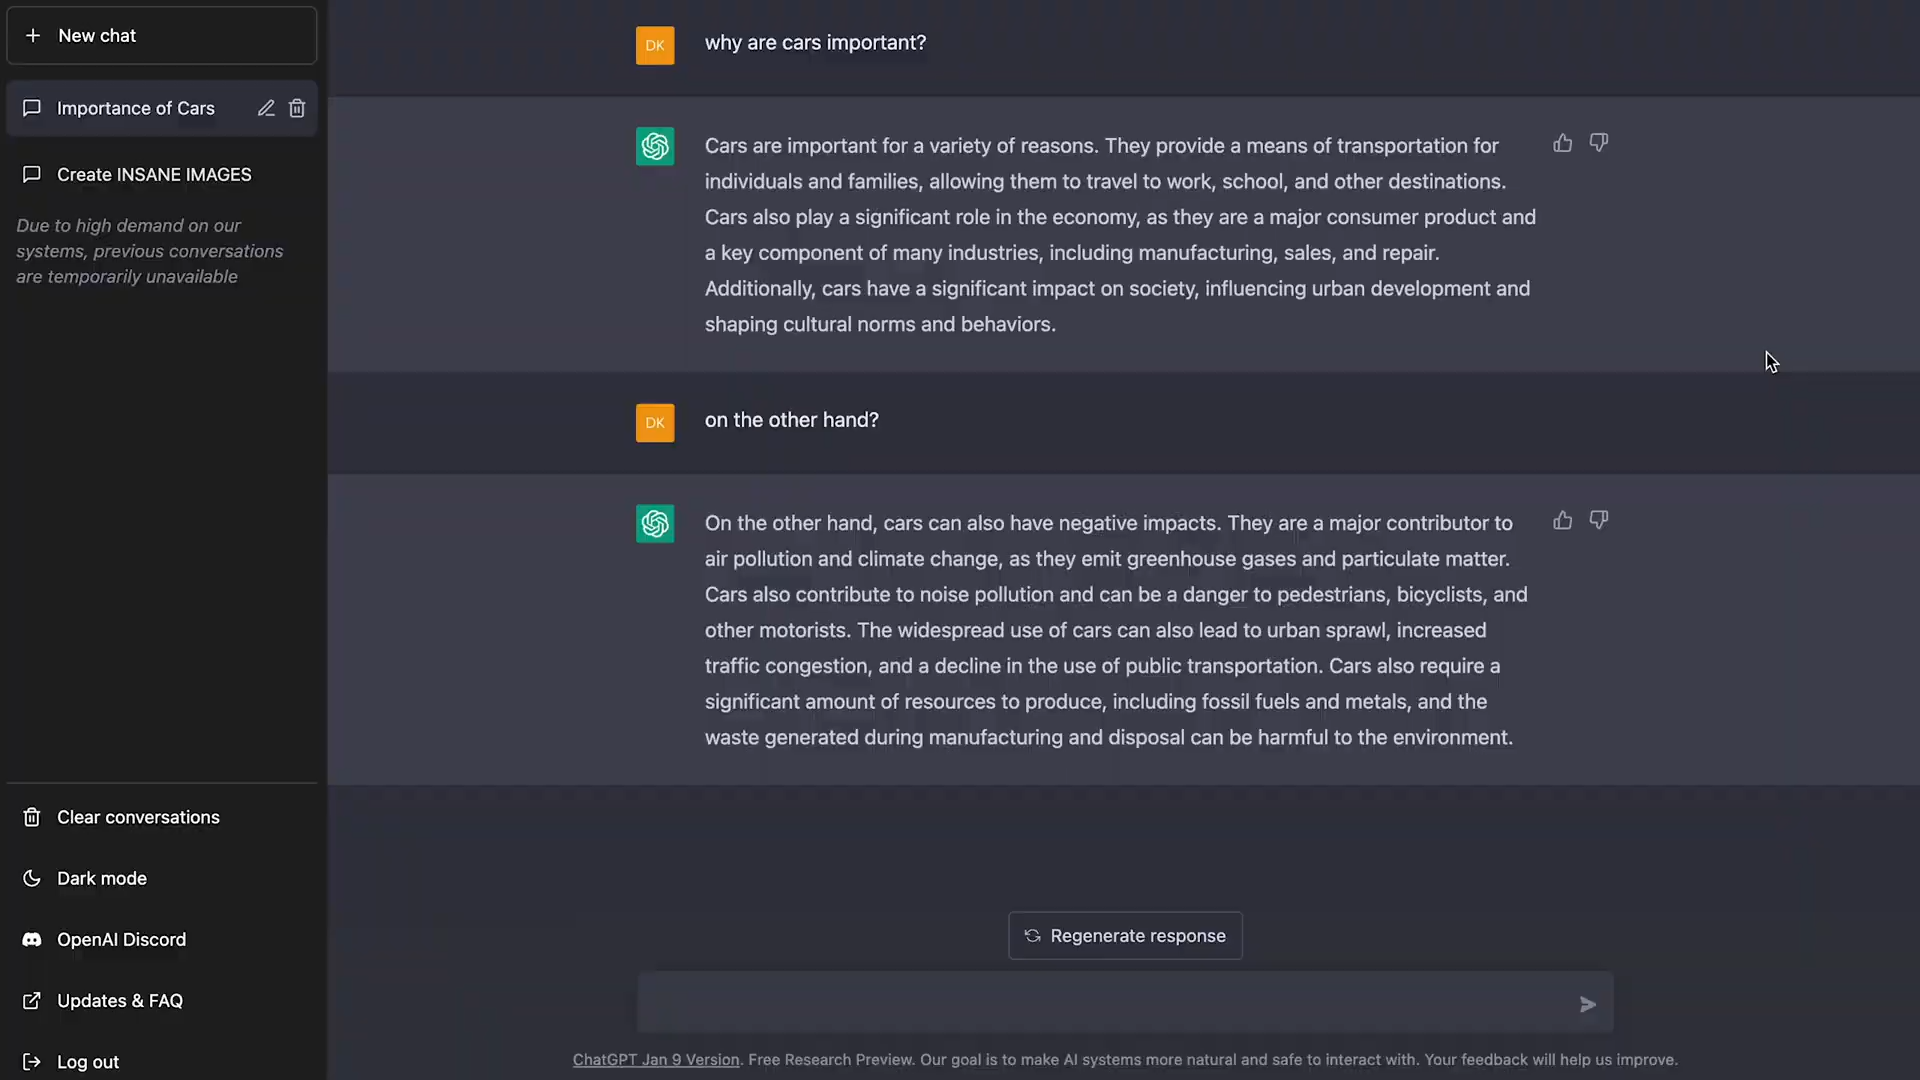 New chat
Importance of Cars
Create INSANE IMAGES
Due to high demand on our
systems, previous conversations
are temporarily unavailable
Clear conversations
Dark mode
OpenAI Discord
Updates & FAQ
Log out
DK
why are cars important?
Cars are important for a variety of reasons. They provide a means of transportation for
individuals and families, allowing them to travel to work, school, and other destinations.
Cars also play a significant role in the economy, as they are a major consumer product and
a key component of many industries, including manufacturing, sales, and repair.
Additionally, cars have a significant impact on society, influencing urban development and
shaping cultural norms and behaviors.
DK
on the other hand?
On the other hand, cars can also have negative impacts. They are a major contributor to
air pollution and climate change, as they emit greenhouse gases and particulate matter.
Cars also contribute to noise pollution and can be a danger to pedestrians, bicyclists, and
other motorists. The widespread use of cars can also lead to urban sprawl, increased
traffic congestion, and a decline in the use of public transportation. Cars also require a
significant amount of resources to produce, including fossil fuels and metals, and the
waste generated during manufacturing and disposal can be harmful to the environment.
Regenerate response
ChatGPT Jan 9 Version. Free Research Preview. Our goal is to make AI systems more natural and safe to interact with. Your feedback will help us improve.